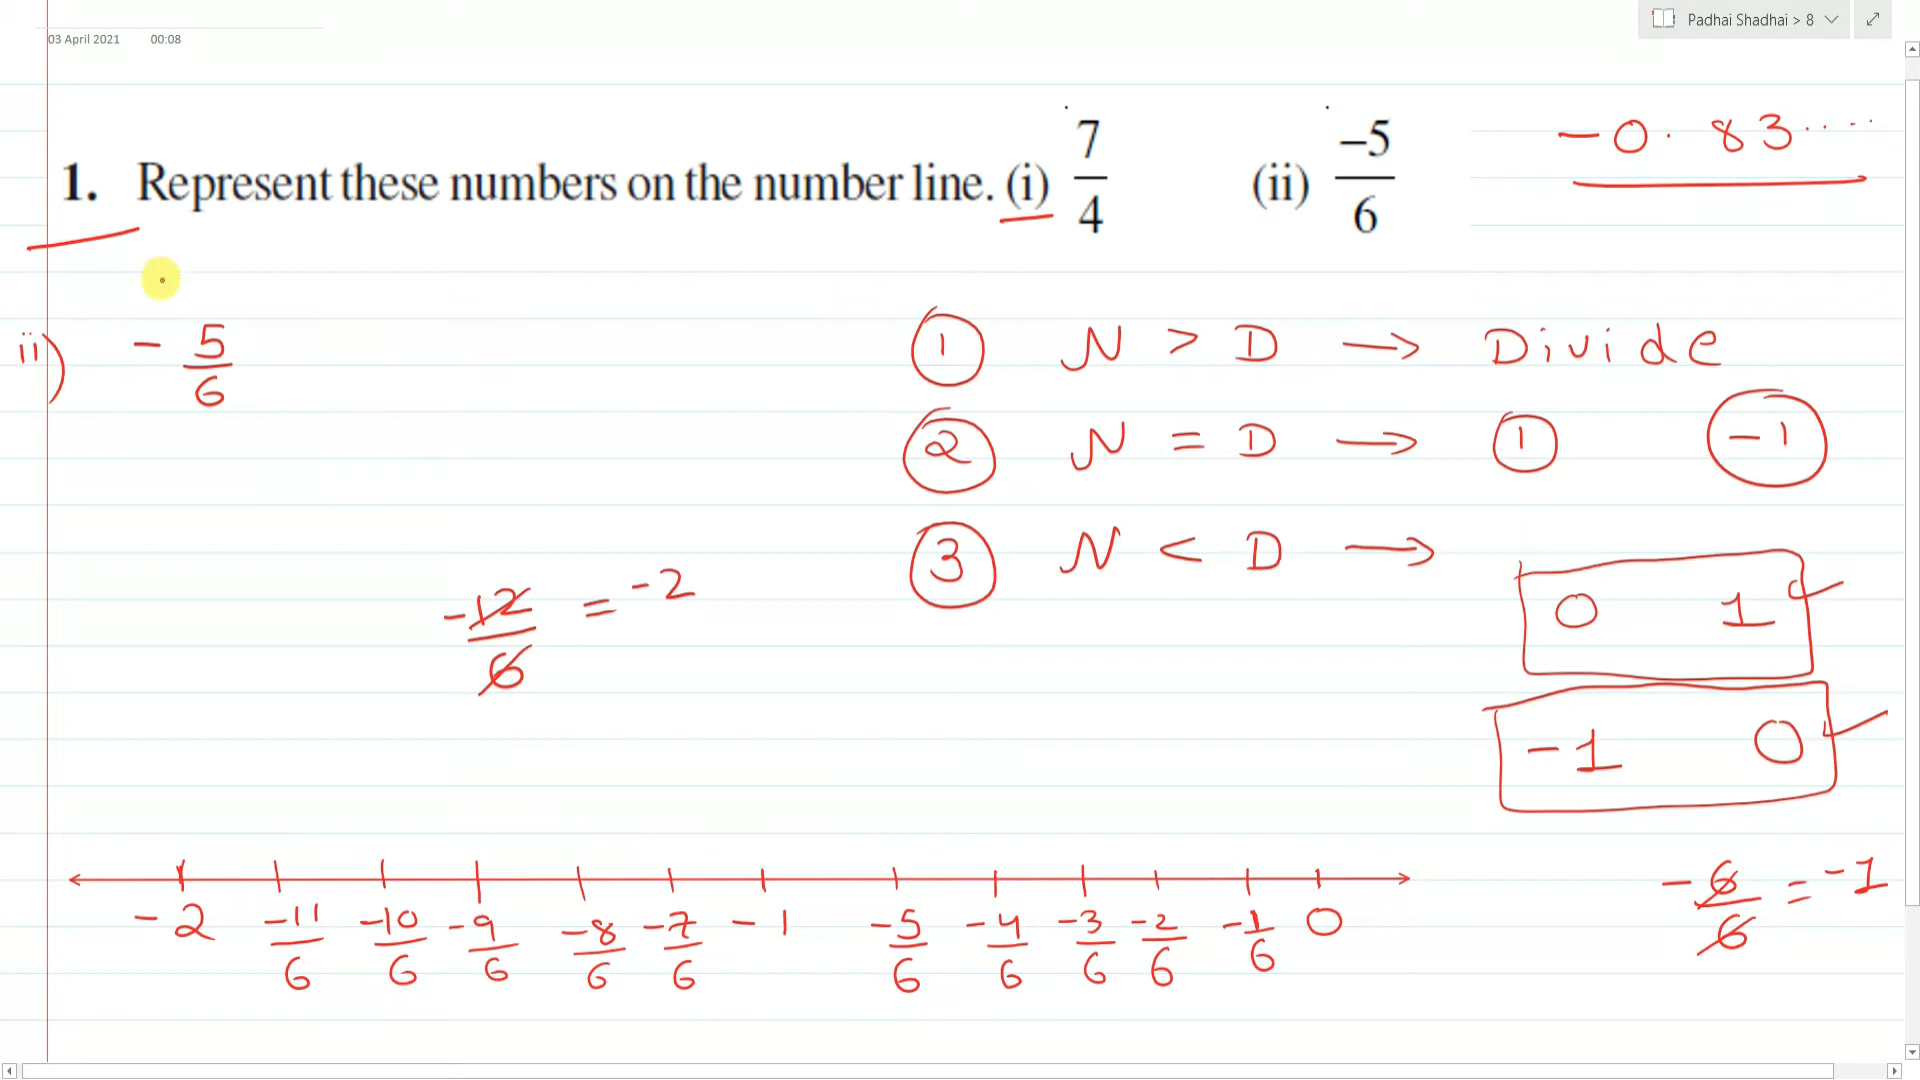 Padhai Shadhai > 8
03 April 2021 00:08
1. Represent these numbers on the number line. (i) 7/4 (ii) –5/6
-0.83.....
ii) - 5/6
1 N > D → Divide
2 N = D → 1 -1
3 N < D →
0 1
-12/6 = -2
-1 0
-6/6 = -1
-2 -11/6 -10/6 -9/6 -8/6 -7/6 -1 -5/6 -4/6 -3/6 -2/6 -1/6 0